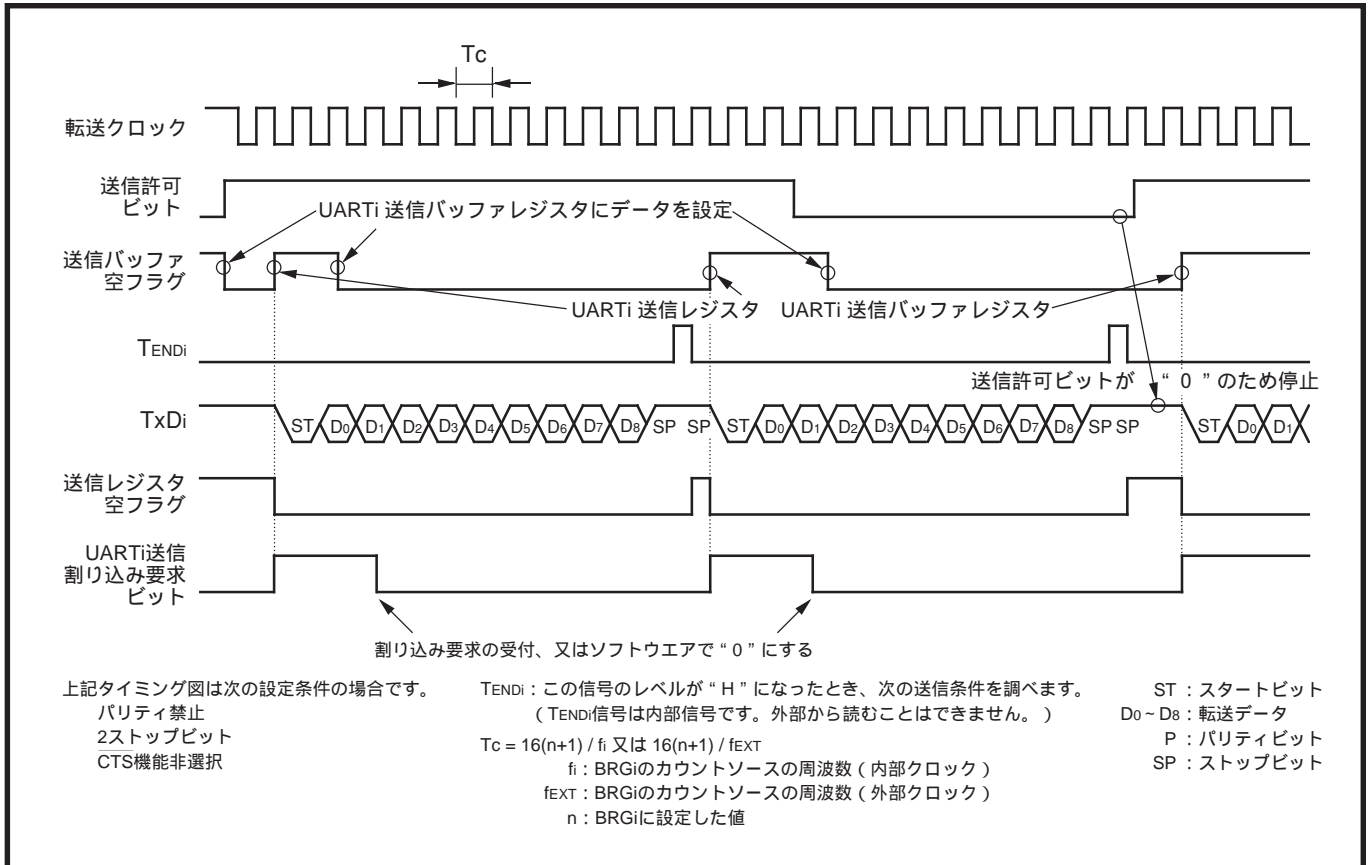 Tc
転送クロック
送信許可
ビット
UARTi 送信バッファレジスタにデータを設定
送信バッファ
空フラグ
UARTi 送信レジスタ
UARTi 送信バッファレジスタ
TENDi
送信許可ビットが “ 0 ” のため停止
TxDi
ST D0 D1 D2 D3 D4 D5 D6 D7 D8 SP SP ST D0 D1 D2 D3 D4 D5 D6 D7 D8 SP SP ST D0 D1
送信レジスタ
空フラグ
UARTi送信
割り込み要求
ビット
割り込み要求の受付、又はソフトウエアで “ 0 ” にする
上記タイミング図は次の設定条件の場合です。
パリティ禁止
2ストップビット
CTS機能非選択
TENDi : この信号のレベルが “ H ” になったとき、次の送信条件を調べます。
( TENDi信号は内部信号です。外部から読むことはできません。 )
Tc = 16(n+1) / fi 又は 16(n+1) / fEXT
fi : BRGiのカウントソースの周波数 ( 内部クロック )
fEXT : BRGiのカウントソースの周波数 ( 外部クロック )
n : BRGiに設定した値
ST : スタートビット
D0 ~ D8 : 転送データ
P : パリティビット
SP : ストップビット